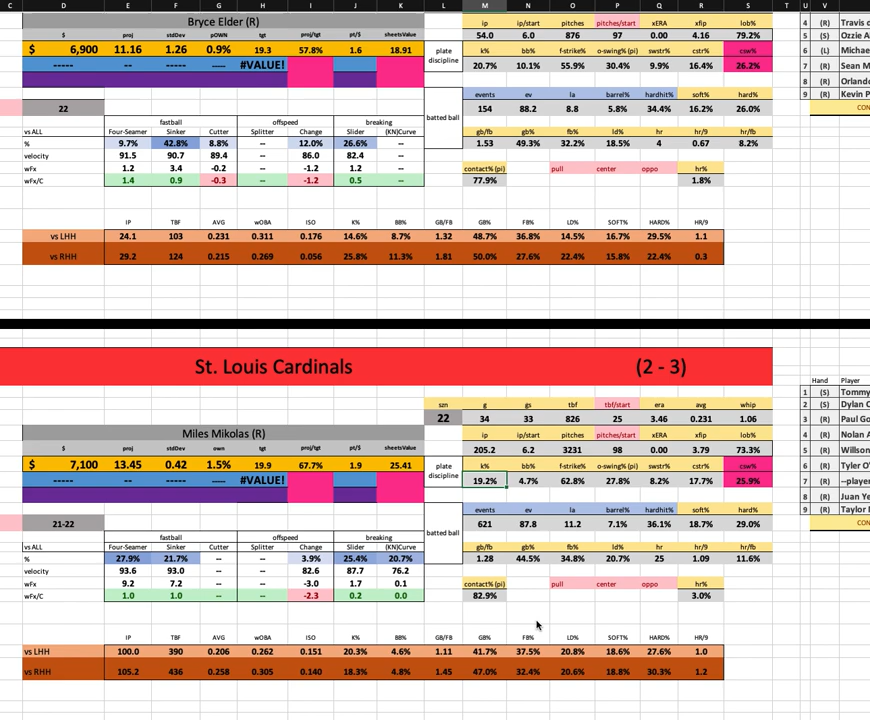 C D E F G H I J K L M N O P Q R S T U V
Bryce Elder (R) ip ip/start pitches pitches/start xERA xfip lob% 4 (R) Travis d
$ proj stdDev pOWN tgt proj/tgt pt/$ sheetsValue 54.0 6.0 876 97 0.00 4.16 79.2% 5 (S) Ozzie Al
$ 6,900 11.16 1.26 0.9% 19.3 57.8% 1.6 18.91 plate discipline k% bb% f-strike% o-swing% (pi) swstr% cstr% csw% 6 (L) Michae
----- -- ----- ---- #VALUE! 20.7% 10.1% 55.9% 30.4% 9.9% 16.4% 26.2% 7 (R) Sean M
8 (R) Orland
events ev la barrel% hardhit% soft% hard% 9 (R) Kevin P
22 batted ball 154 88.2 8.8 5.8% 34.4% 16.2% 26.0% CON
fastball offspeed breaking
vs ALL Four-Seamer Sinker Cutter Splitter Change Slider (KN)Curve gb/fb gb% fb% ld% hr hr/9 hr/fb
% 9.7% 42.8% 8.8% -- 12.0% 26.6% -- 1.53 49.3% 32.2% 18.5% 4 0.67 8.2%
velocity 91.5 90.7 89.4 -- 86.0 82.4 --
wFx 1.2 3.4 -0.2 -- -1.2 1.2 -- contact% (pi) pull center oppo hr%
wFx/C 1.4 0.9 -0.3 -- -1.2 0.5 -- 77.9% 1.8%
IP TBF AVG wOBA ISO K% BB% GB/FB GB% FB% LD% SOFT% HARD% HR/9
vs LHH 24.1 103 0.231 0.311 0.176 14.6% 8.7% 1.32 48.7% 36.8% 14.5% 16.7% 29.5% 1.1
vs RHH 29.2 124 0.215 0.269 0.056 25.8% 11.3% 1.81 50.0% 27.6% 22.4% 15.8% 22.4% 0.3
St. Louis Cardinals (2 - 3)
Hand Player
1 (S) Tommy
szn g gs tbf tbf/start era avg whip 2 (S) Dylan C
22 34 33 826 25 3.46 0.231 1.06 3 (R) Paul Go
Miles Mikolas (R) ip ip/start pitches pitches/start xERA xfip lob% 4 (R) Nolan A
$ proj stdDev own tgt proj/tgt pt/$ sheetsValue 205.2 6.2 3231 98 0.00 3.79 73.3% 5 (R) Willson
$ 7,100 13.45 0.42 1.5% 19.9 67.7% 1.9 25.41 plate discipline k% bb% f-strike% o-swing% (pi) swstr% cstr% csw% 6 (R) Tyler O'
----- -- ----- ---- #VALUE! 19.2% 4.7% 62.8% 27.8% 8.2% 17.7% 25.9% 7 (R) --player
8 (R) Juan Ye
events ev la barrel% hardhit% soft% hard% 9 (R) Taylor
21-22 batted ball 621 87.8 11.2 7.1% 36.1% 18.7% 29.0% CON
fastball offspeed breaking
vs ALL Four-Seamer Sinker Cutter Splitter Change Slider (KN)Curve gb/fb gb% fb% ld% hr hr/9 hr/fb
% 27.9% 21.7% -- -- 3.9% 25.4% 20.7% 1.28 44.5% 34.8% 20.7% 25 1.09 11.6%
velocity 93.6 93.0 -- -- 82.6 87.7 76.2
wFx 9.2 7.2 -- -- -3.0 1.7 0.1 contact% (pi) pull center oppo hr%
wFx/C 1.0 1.0 -- -- -2.3 0.2 0.0 82.9% 3.0%
IP TBF AVG wOBA ISO K% BB% GB/FB GB% FB% LD% SOFT% HARD% HR/9
vs LHH 100.0 390 0.206 0.262 0.151 20.3% 4.6% 1.11 41.7% 37.5% 20.8% 18.6% 27.6% 1.0
vs RHH 105.2 436 0.258 0.305 0.140 18.3% 4.8% 1.45 47.0% 32.4% 20.6% 18.8% 30.3% 1.2